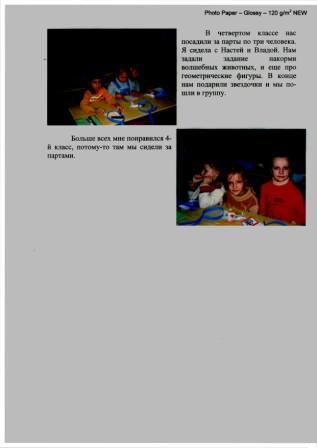 Photo Paper – Glossy – 120 g/m² NEW
В четвертом классе нас
посадили за парты по три человека.
Я сидела с Настей и Владой. Нам
задали задание накорми
волшебных животных, и еще про
геометрические фигуры. В конце
нам подарили звездочки и мы по-
шли в группу.
Больше всех мне понравился 4-
й класс, потому-то там мы сидели за
партами.